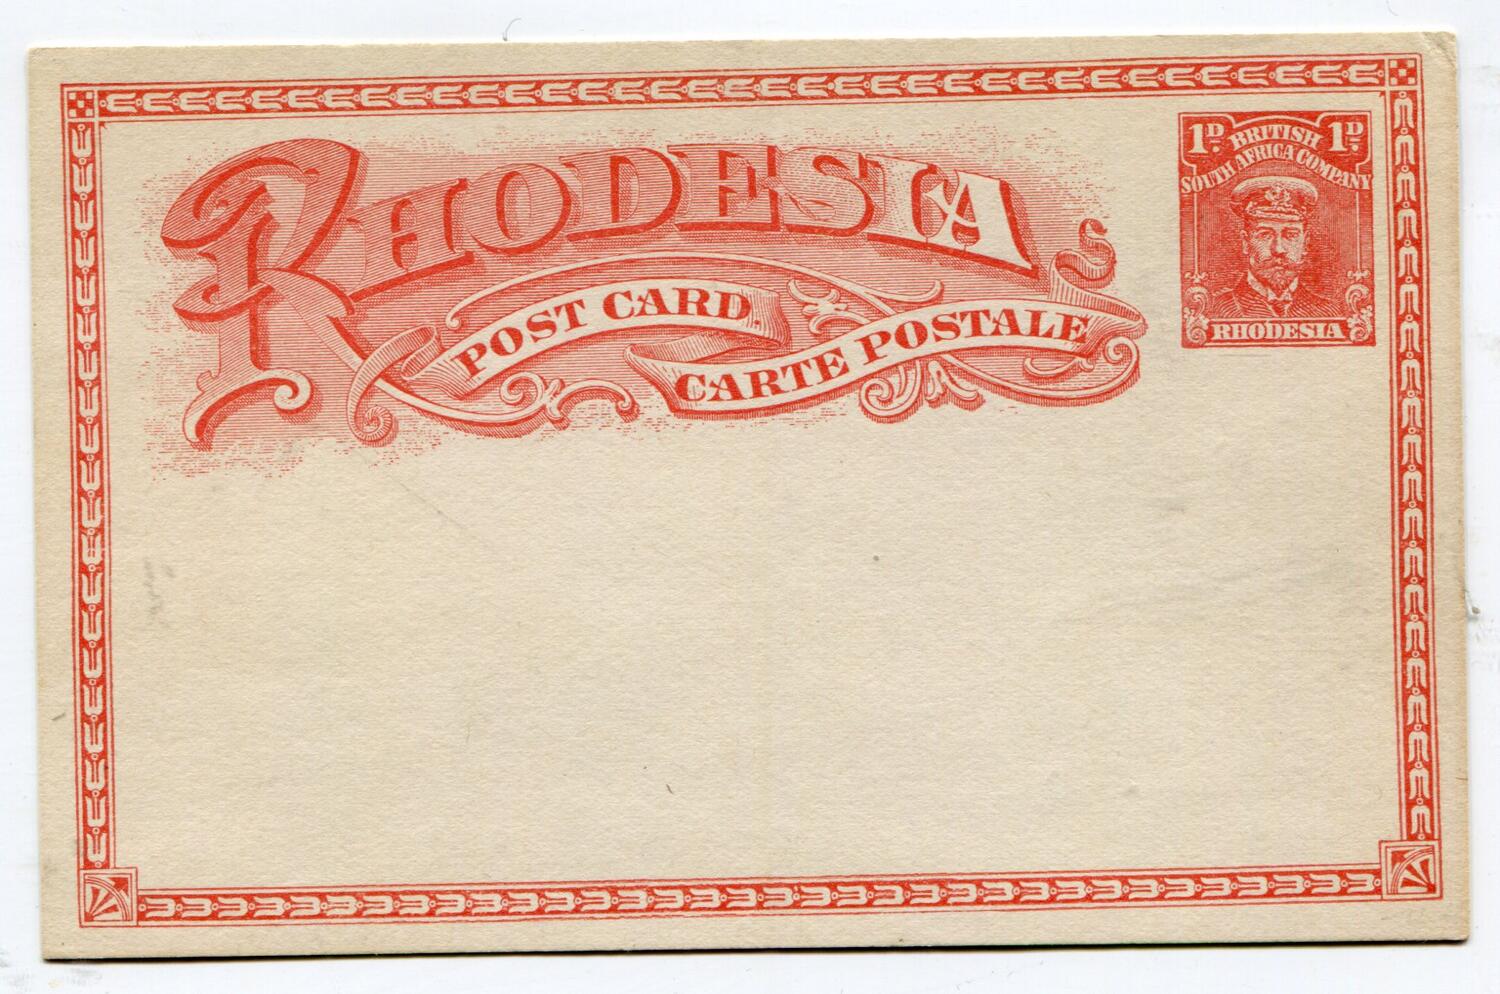 RHODESIA
POST CARD.
CARTE POSTALE
1D. BRITISH 1D.
SOUTH AFRICA COMPANY
RHODESIA